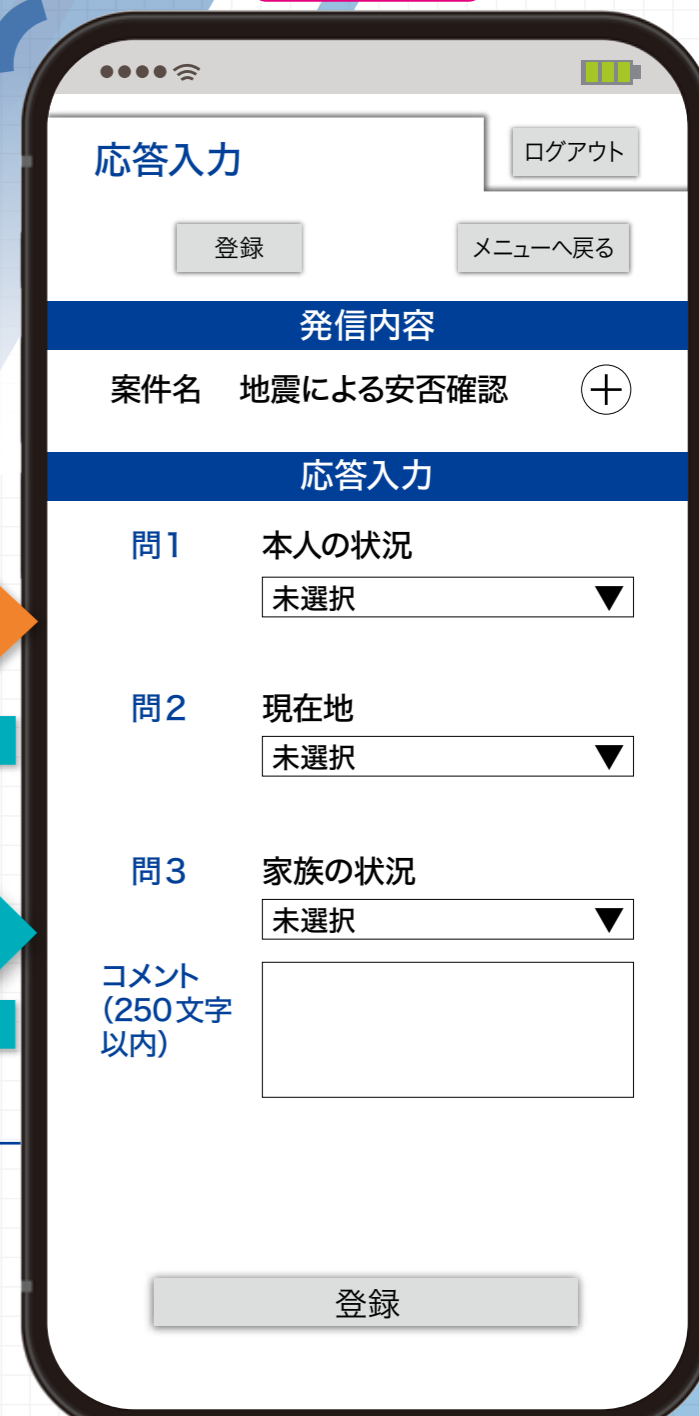 応答入力
ログアウト
登録
メニューへ戻る
発信内容
案件名 地震による安否確認
応答入力
問1 本人の状況
未選択
問2 現在地
未選択
問3 家族の状況
未選択
コメント
(250文字
以内)
登録